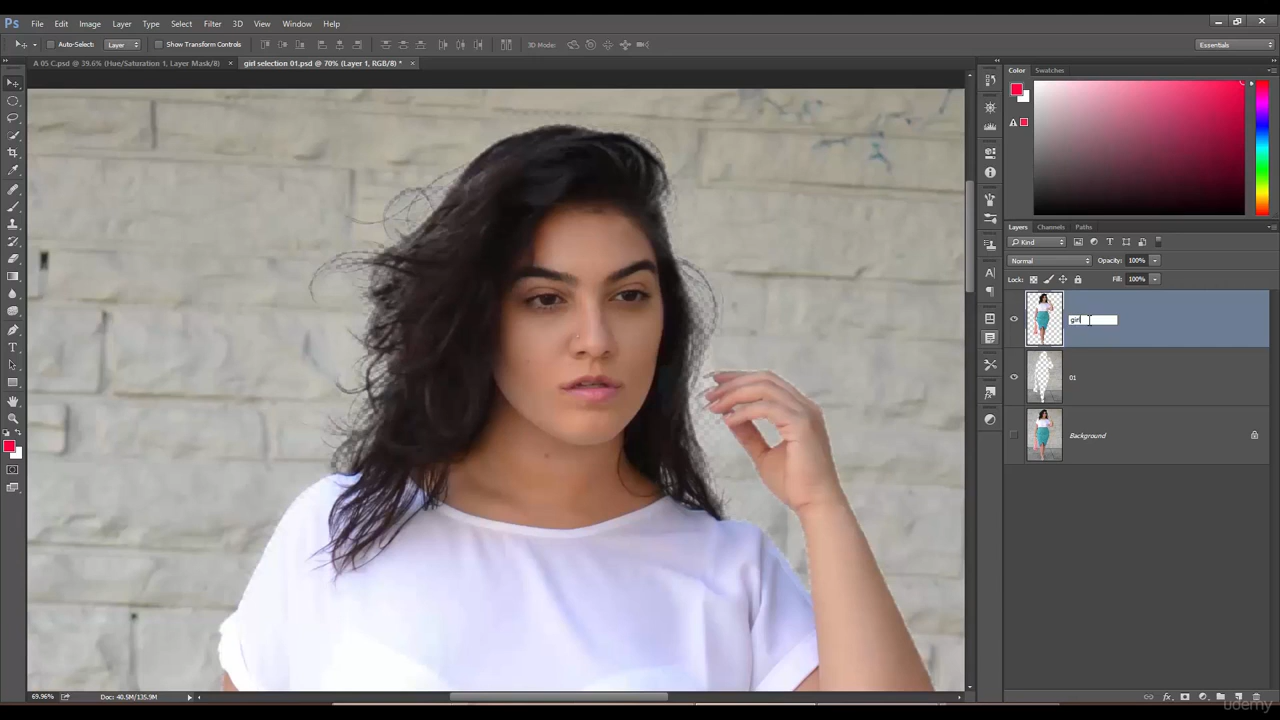 Ps File Edit Image Layer Type Select Filter 3D View Window Help
Auto-Select: Layer Show Transform Controls 3D Mode: Essentials
A 05 C.psd @ 39.6% (Hue/Saturation 1, Layer Mask/8) × girl selection 01.psd @ 70% (Layer 1, RGB/8) * ×
Color Swatches
Layers Channels Paths
Kind
Normal Opacity: 100%
Lock: Fill: 100%
girl
01
Background
69.96% Doc: 40.5M/135.9M
fx
udemy